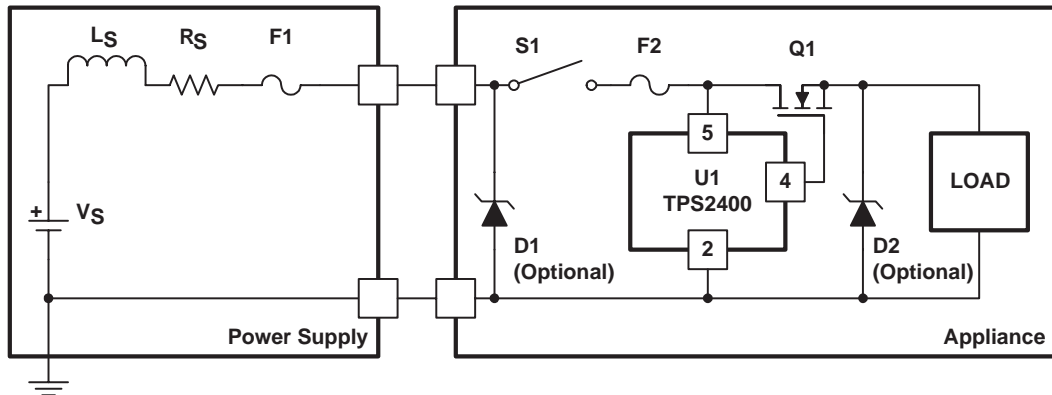 LS
RS
F1
S1
F2
Q1
5
U1
TPS2400
4
LOAD
+
VS
D1
(Optional)
2
D2
(Optional)
Power Supply
Appliance